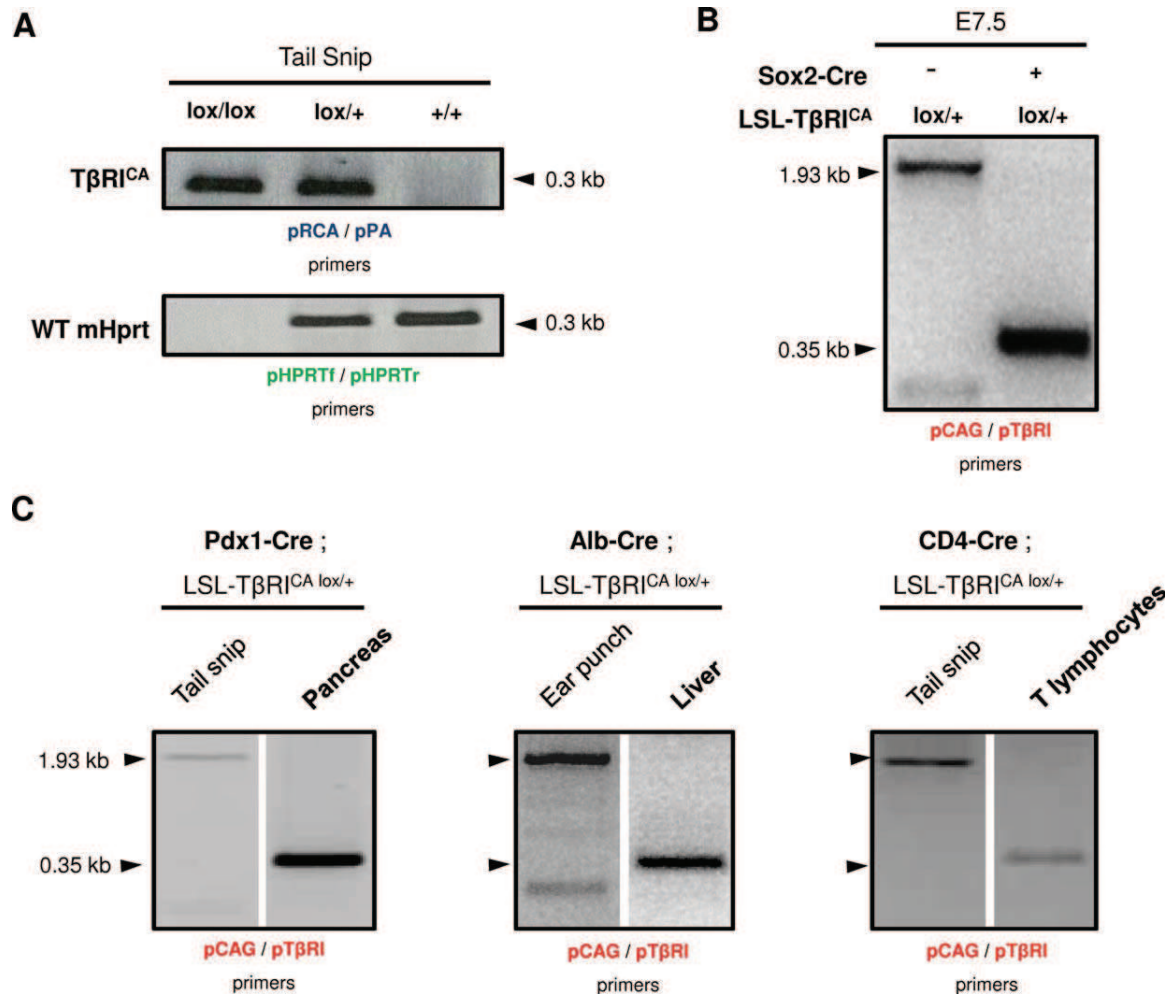 A
Tail Snip
lox/lox lox/+ +/+
TβRI^CA
0.3 kb
pRCA / pPA
primers
WT mHprt
0.3 kb
pHPRTf / pHPRTr
primers
B
E7.5
Sox2-Cre - +
LSL-TβRI^CA lox/+ lox/+
1.93 kb
0.35 kb
pCAG / pTβRI
primers
C
Pdx1-Cre ;
LSL-TβRI^CA lox/+
Tail snip
Pancreas
1.93 kb
0.35 kb
pCAG / pTβRI
primers
Alb-Cre ;
LSL-TβRI^CA lox/+
Ear punch
Liver
pCAG / pTβRI
primers
CD4-Cre ;
LSL-TβRI^CA lox/+
Tail snip
T lymphocytes
pCAG / pTβRI
primers